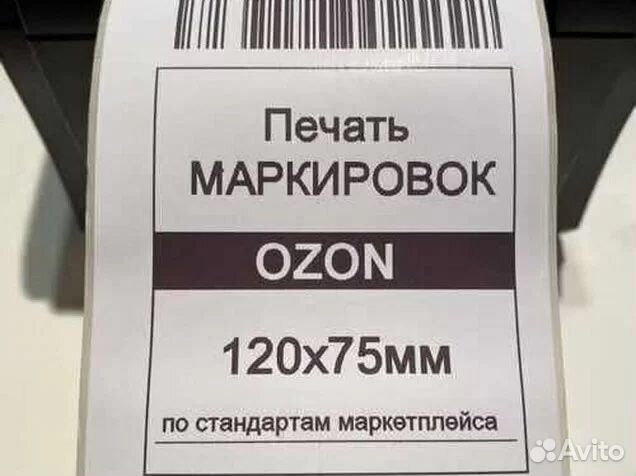 Печать
МАРКИРОВОК
OZON
120х75мм
по стандартам маркетплейса
Avito